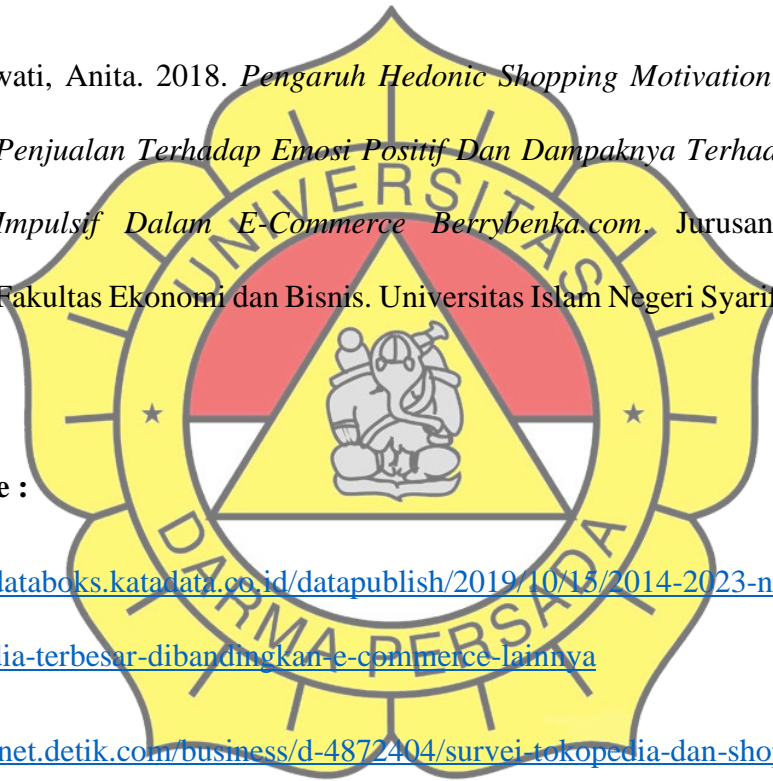 wati, Anita. 2018. Pengaruh Hedonic Shopping Motivation
Penjualan Terhadap Emosi Positif Dan Dampaknya Terhad
Impulsif Dalam E-Commerce Berrybenka.com. Jurusan
Fakultas Ekonomi dan Bisnis. Universitas Islam Negeri Syarif
UNIVERSITAS
e :
databoks.katadata.co.id/datapublish/2019/10/15/2014-2023-n
dia-terbesar-dibandingkan-e-commerce-lainnya
DARMA PERSADA
net.detik.com/business/d-4872404/survei-tokopedia-dan-shop